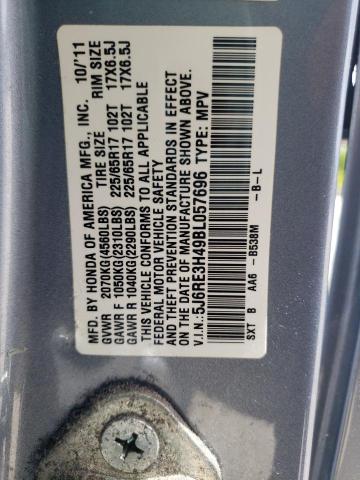 MFD. BY HONDA OF AMERICA MFG., INC. 10/'11
GVWR 2070KG(4560LBS) TIRE SIZE RIM SIZE
GAWR F 1050KG(2310LBS) 225/65R17 102T 17X6.5J
GAWR R 1040KG(2290LBS) 225/65R17 102T 17X6.5J
THIS VEHICLE CONFORMS TO ALL APPLICABLE
FEDERAL MOTOR VEHICLE SAFETY
AND THEFT PREVENTION STANDARDS IN EFFECT
ON THE DATE OF MANUFACTURE SHOWN ABOVE.
V.I.N.: 5J6RE3H49BL057696 TYPE: MPV
SXT B AA6 -B538M -B-L